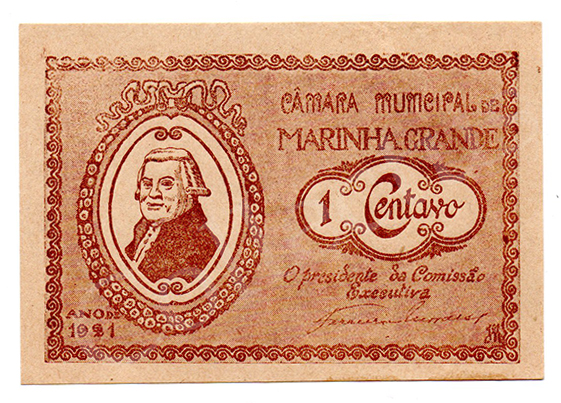 CÂMARA MUNICIPAL DE
MARINHA GRANDE
1 Centavo
O presidente da Comissão
Executiva
ANO DE
1921